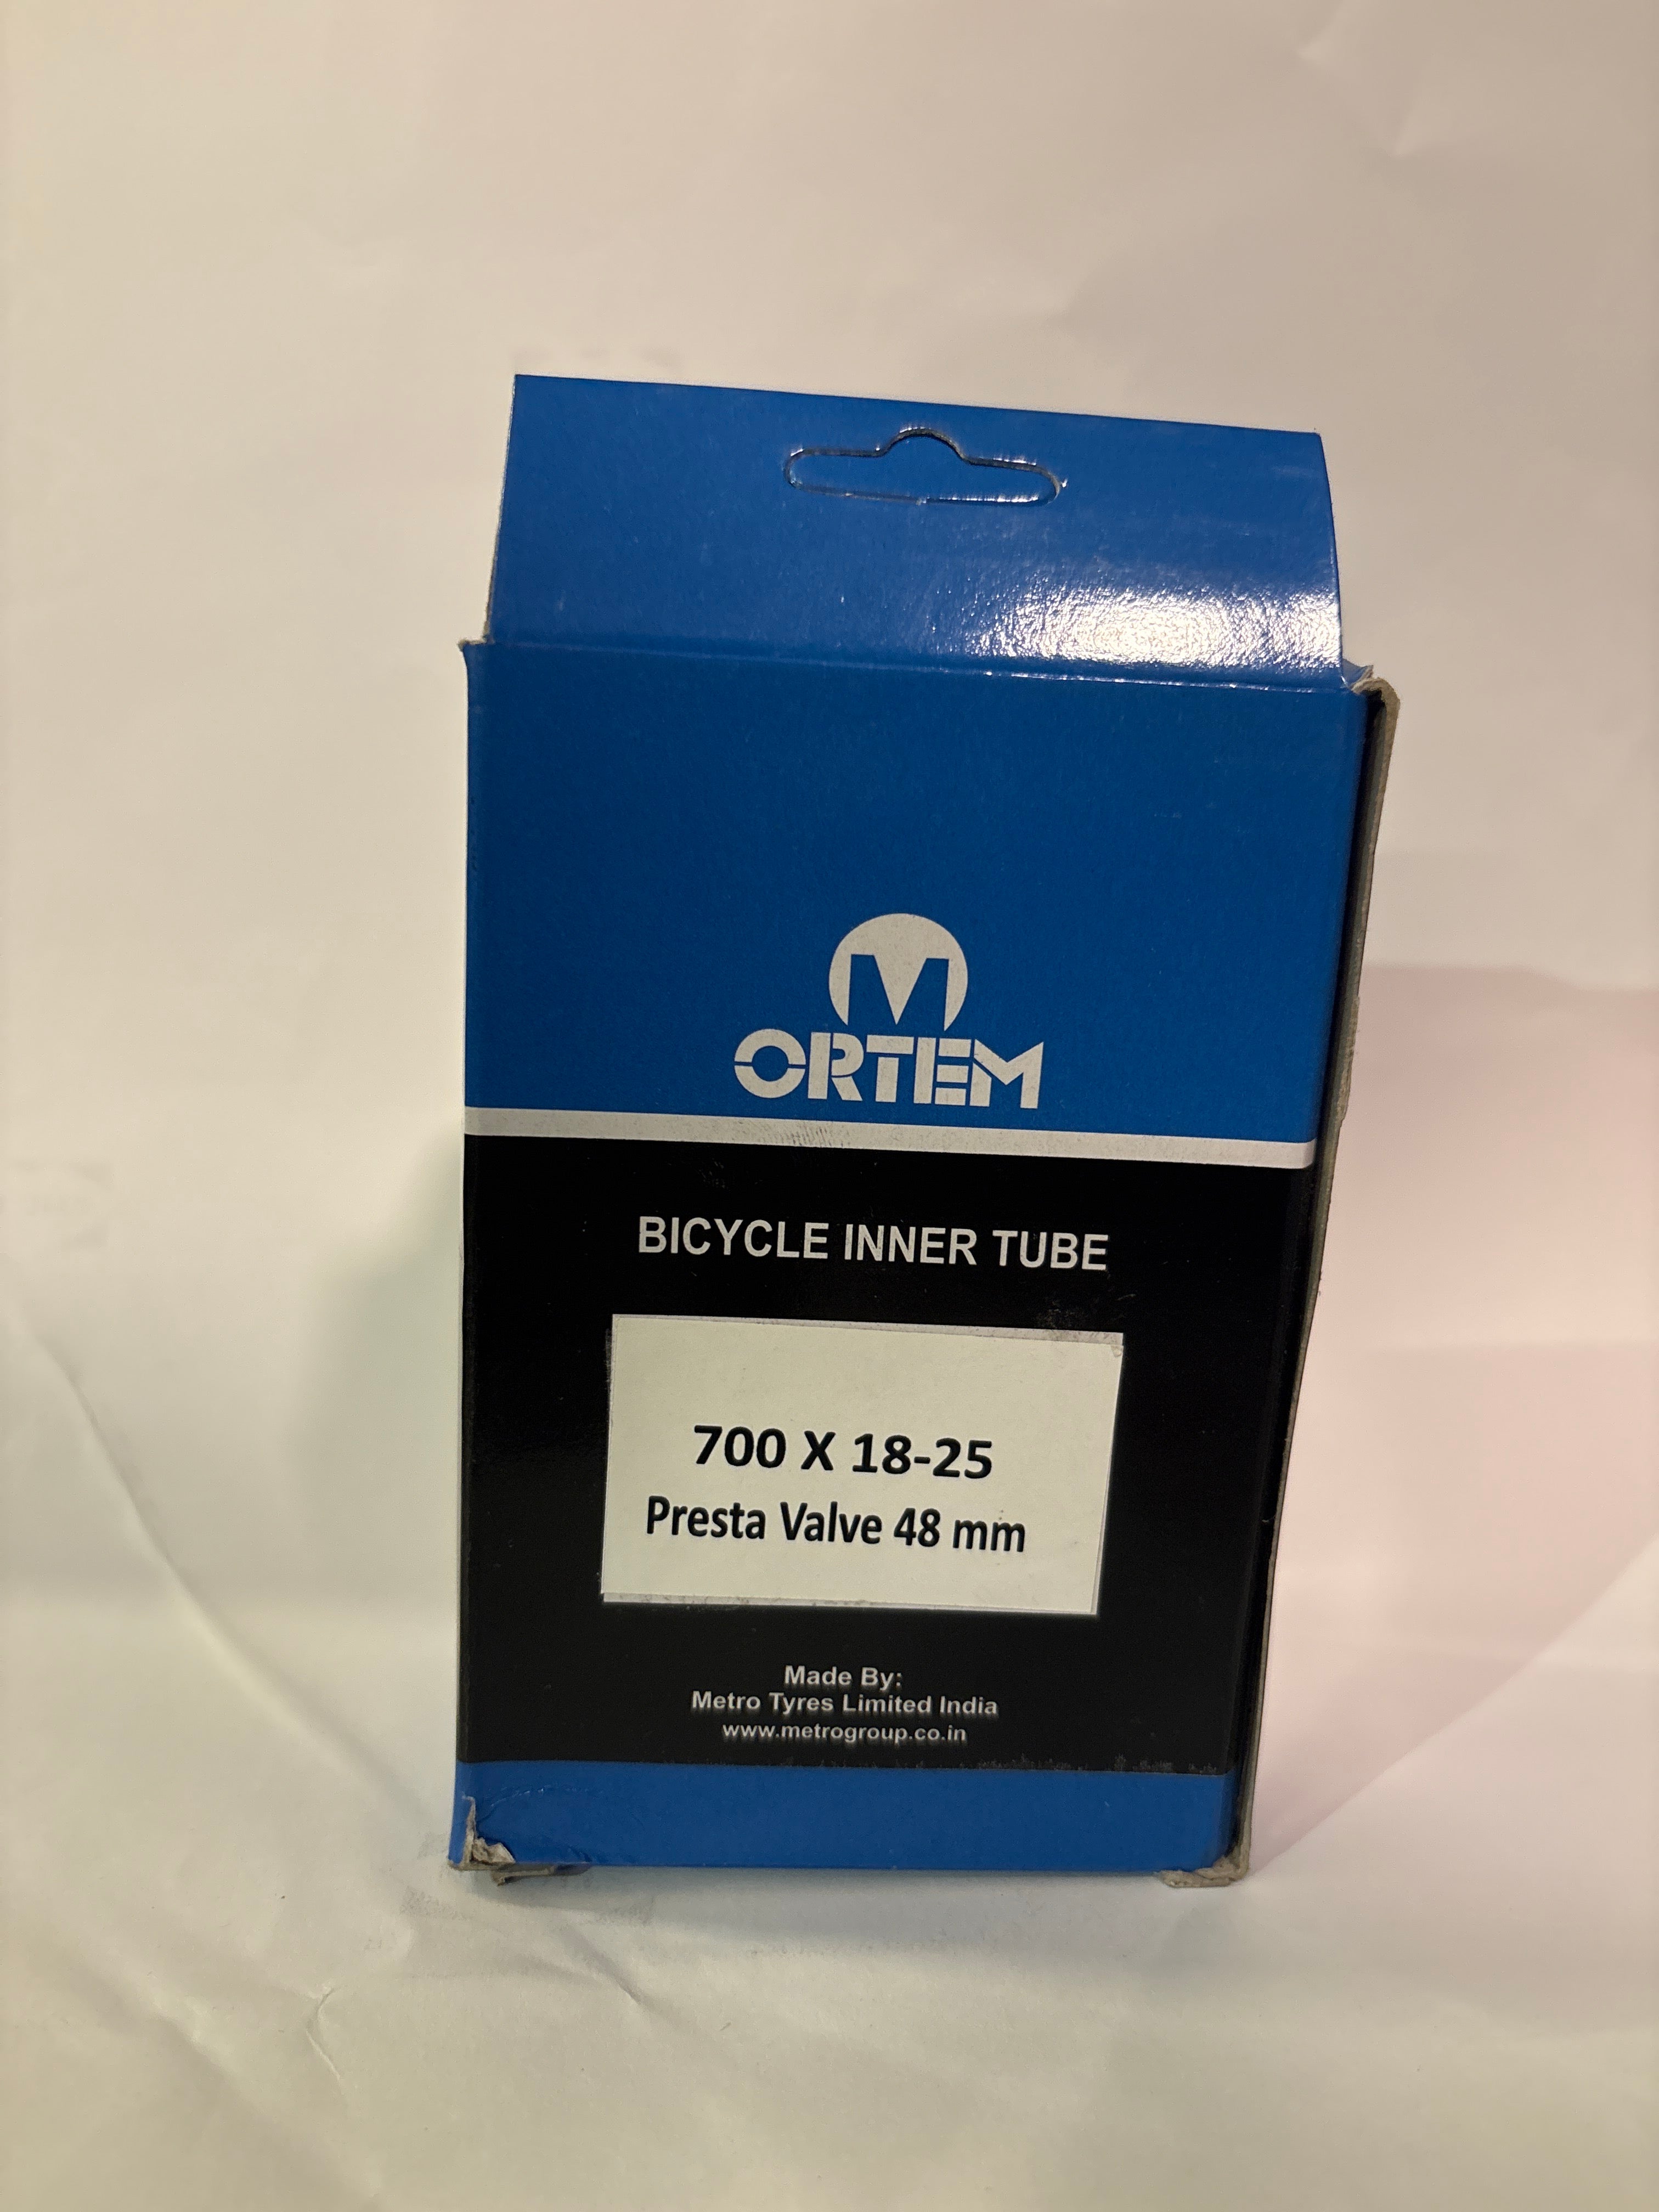 M
ORTEM
BICYCLE INNER TUBE
700 X 18-25
Presta Valve 48 mm
Made By:
Metro Tyres Limited India
www.metrogroup.co.in